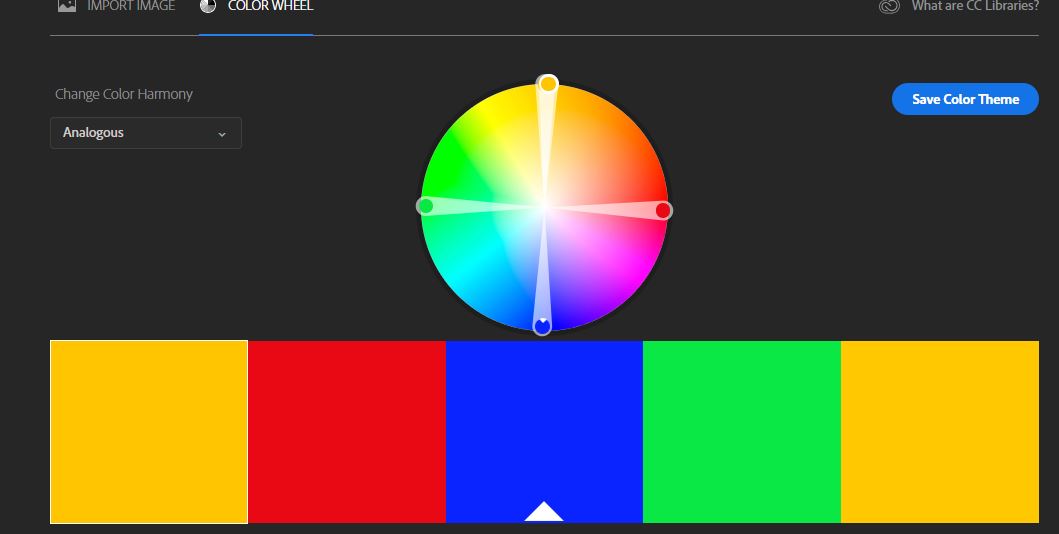 IMPORT IMAGE
COLOR WHEEL
What are CC Libraries?
Change Color Harmony
Save Color Theme
Analogous